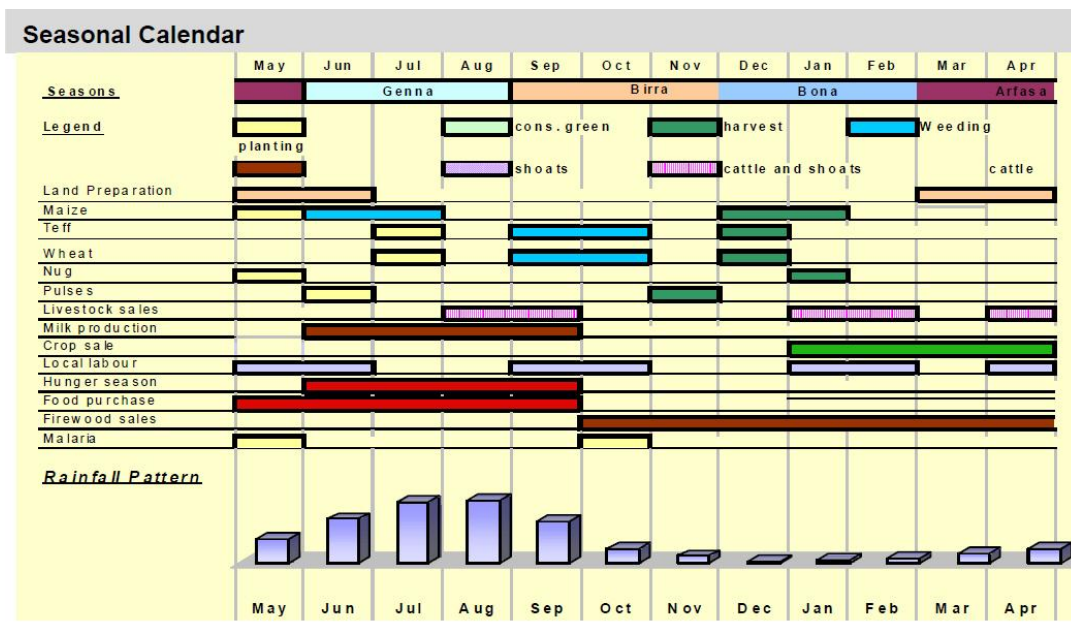 Seasonal Calendar
May Jun Jul Aug Sep Oct Nov Dec Jan Feb Mar Apr
Seasons Genna Birra Bona Arfasa
Legend cons.green harvest Weeding
planting
shoats cattle and shoats cattle
Land Preparation
Maize
Teff
Wheat
Nug
Pulses
Livestock sales
Milk production
Crop sale
Local labour
Hunger season
Food purchase
Firewood sales
Malaria
Rainfall Pattern
May Jun Jul Aug Sep Oct Nov Dec Jan Feb Mar Apr